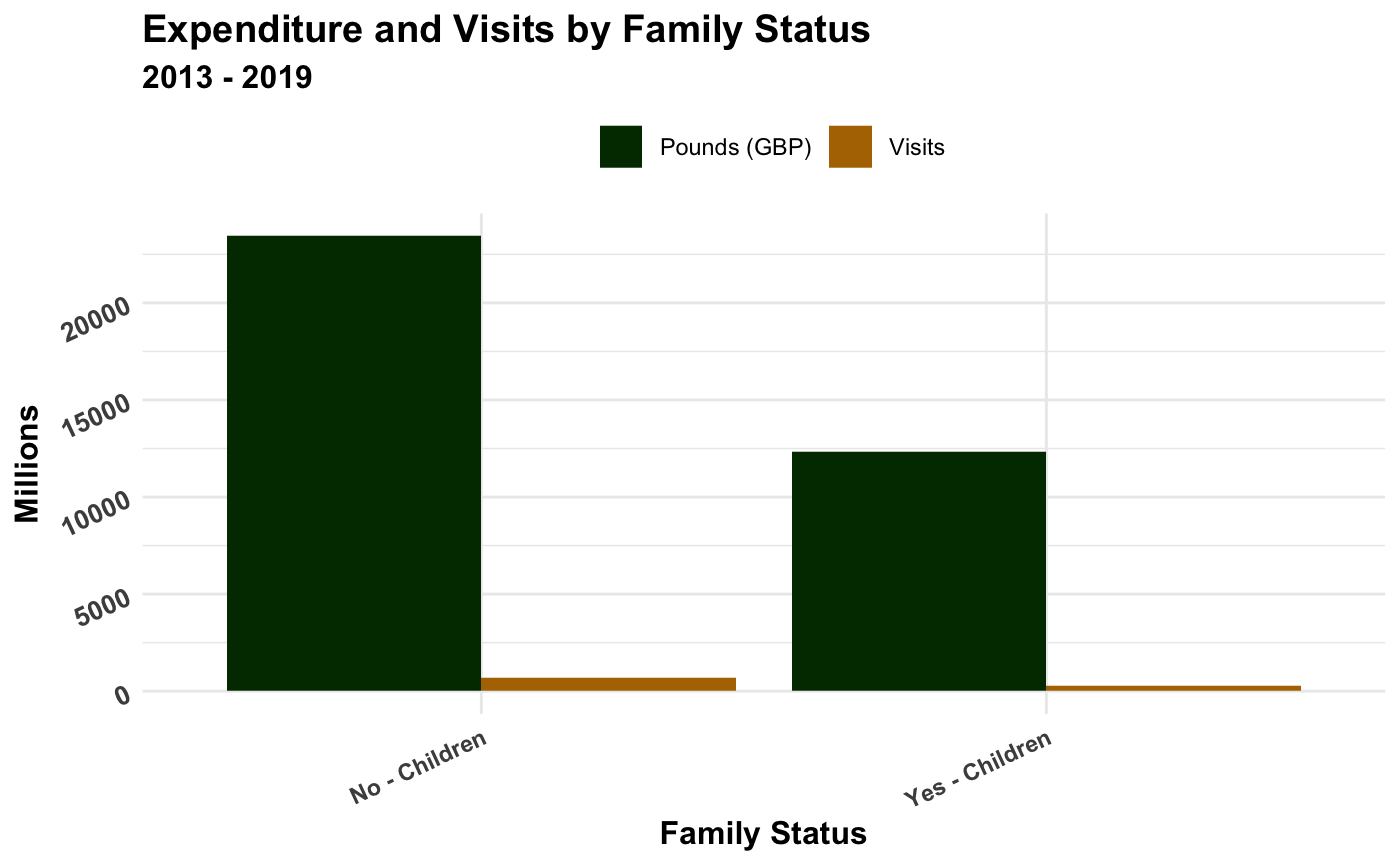 Expenditure and Visits by Family Status
2013 - 2019
Pounds (GBP)
Visits
Millions
20000
15000
10000
5000
0
No - Children
Yes - Children
Family Status